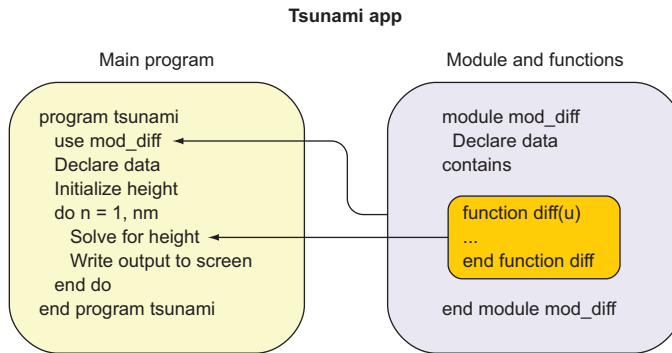 Tsunami app
Main program
program tsunami
use mod_diff
Declare data
Initialize height
do n = 1, nm
Solve for height
Write output to screen
end do
end program tsunami
Module and functions
module mod_diff
Declare data
contains
function diff(u)
...
end function diff
end module mod_diff